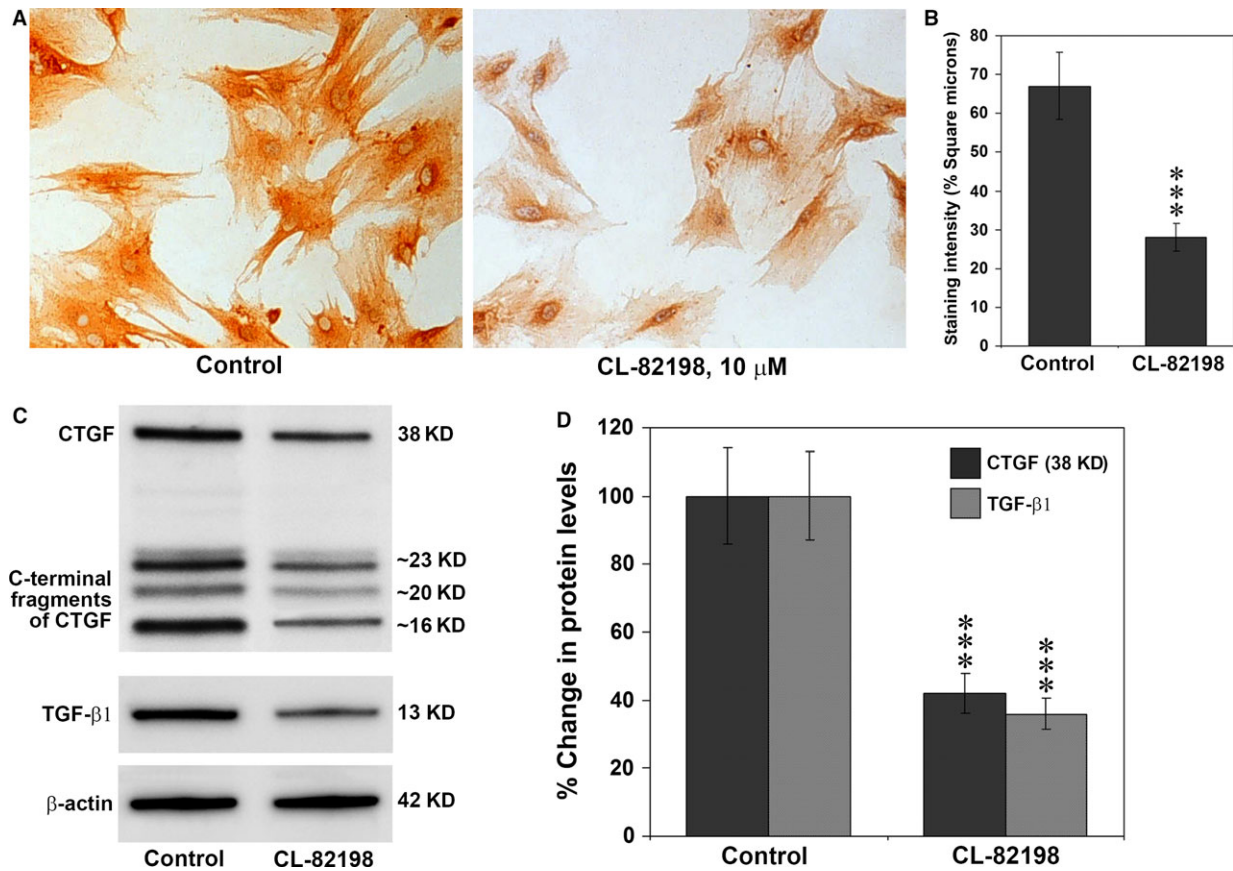 A
Control
CL-82198, 10 μM
B
Staining intensity (% Square microns)
80
70
60
50
40
30
20
10
0
***
Control
CL-82198
C
CTGF
38 KD
~23 KD
C-terminal
fragments
of CTGF
~20 KD
~16 KD
TGF-β1
13 KD
β-actin
42 KD
Control
CL-82198
D
% Change in protein levels
120
100
80
60
40
20
0
CTGF (38 KD)
TGF-β1
***
***
Control
CL-82198